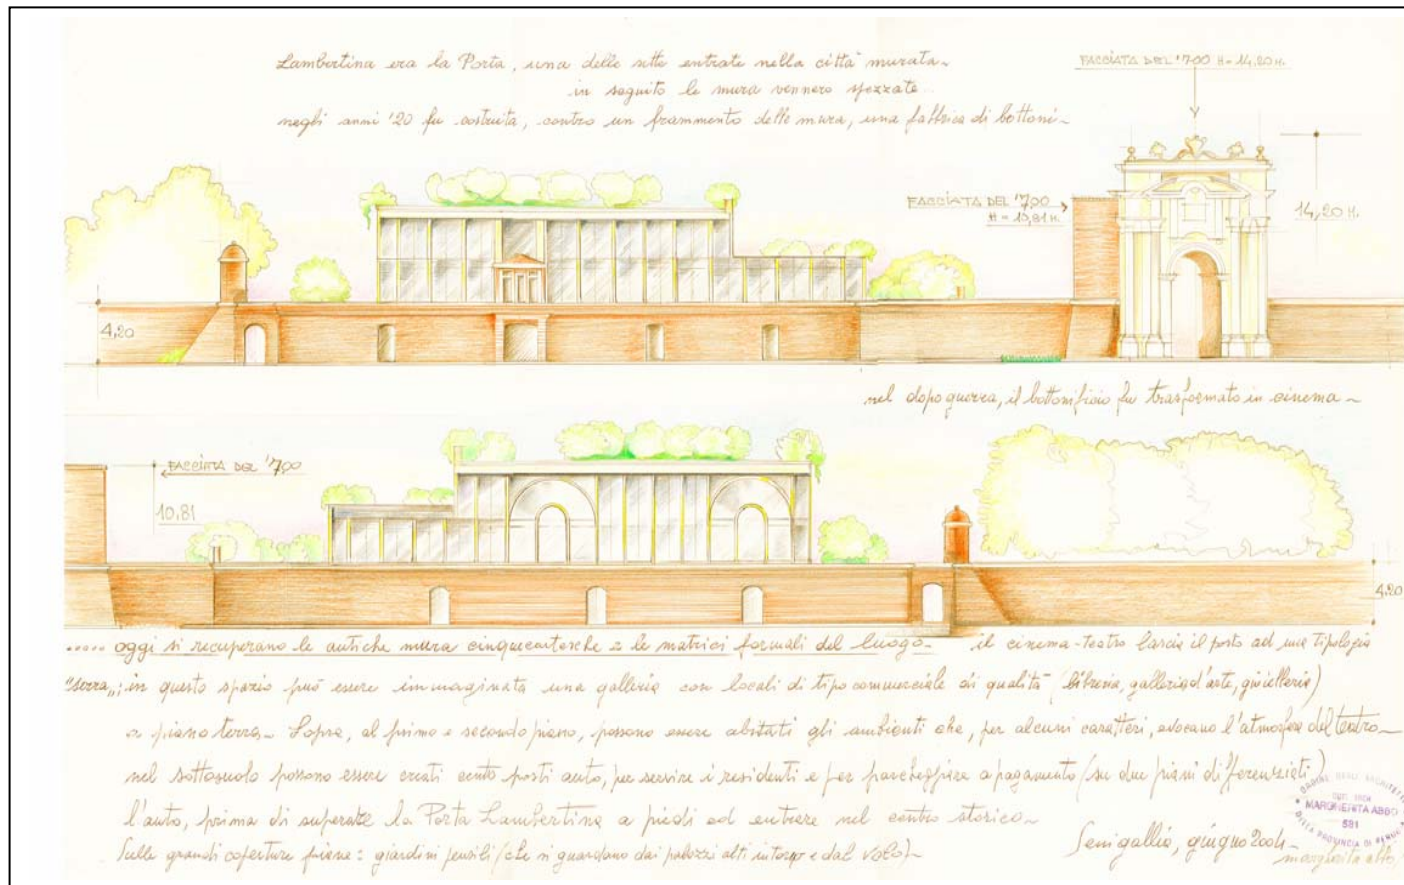 Lambertina era la Porta, una delle sette entrate nella città murata~
in seguito le mura vennero spezzate
negli anni '20 fu costruita, contro un frammento delle mura, una fabbrica di bottoni~
FACCIATA DEL '700 H=14,20 M.
FACCIATA DEL '700
H = 10,81 M.
14,20 M.
4,20
nel dopoguerra, il bottonificio fu trasformato in cinema~
FACCIATA DEL '700
10,81
4,20
..... oggi si recuperano le antiche mura cinquecentesche e le matrici formali del luogo~ il cinema-teatro lascia il posto ad una tipologia
"serra"; in questo spazio può essere immaginata una galleria con locali di tipo commerciale di qualità (libreria, galleria d'arte, gioielleria)
a piano terra~ Sopra, al primo e secondo piano, possono essere abitati gli ambienti che, per alcuni caratteri, evocano l'atmosfera del teatro~
nel sottosuolo possono essere creati cento posti auto, per servire i residenti e per parcheggiare a pagamento (su due piani differenziati)
l'auto, prima di superare la Porta Lambertina a piedi ed entrare nel centro storico~
Sulle grandi coperture piane: giardini pensili (che si guardano dai palazzi alti intorno e dal volo)~
Senigallia, giugno 2004
MARGHERITA ABBO
581
margherita abbo